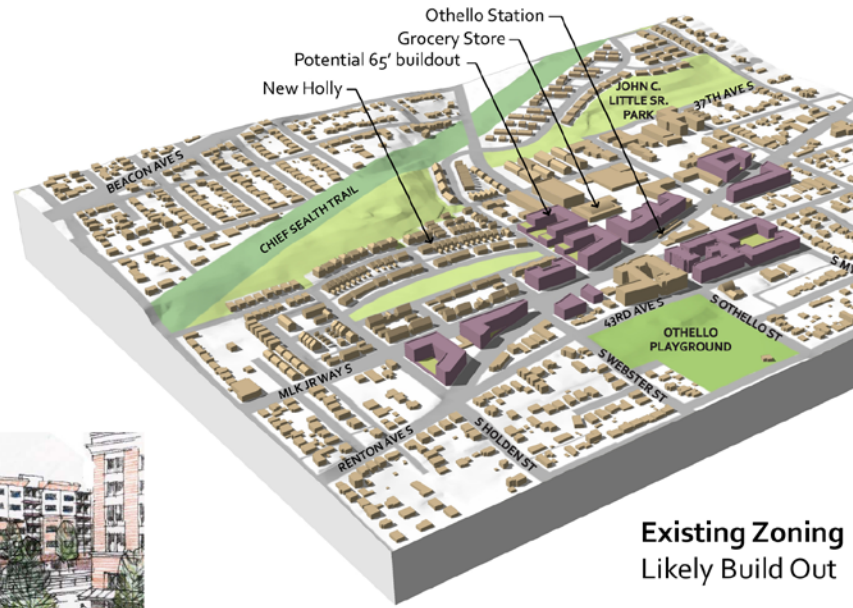 Othello Station
Grocery Store
Potential 65' buildout
New Holly
JOHN C.
LITTLE SR.
PARK
37TH AVE S
BEACON AVE S
CHIEF SEALTH TRAIL
S MY
43RD AVE S
S OTHELLO ST
OTHELLO
PLAYGROUND
S WEBSTER ST
MLK JR WAY S
RENTON AVE S
S HOLDEN ST
Existing Zoning
Likely Build Out